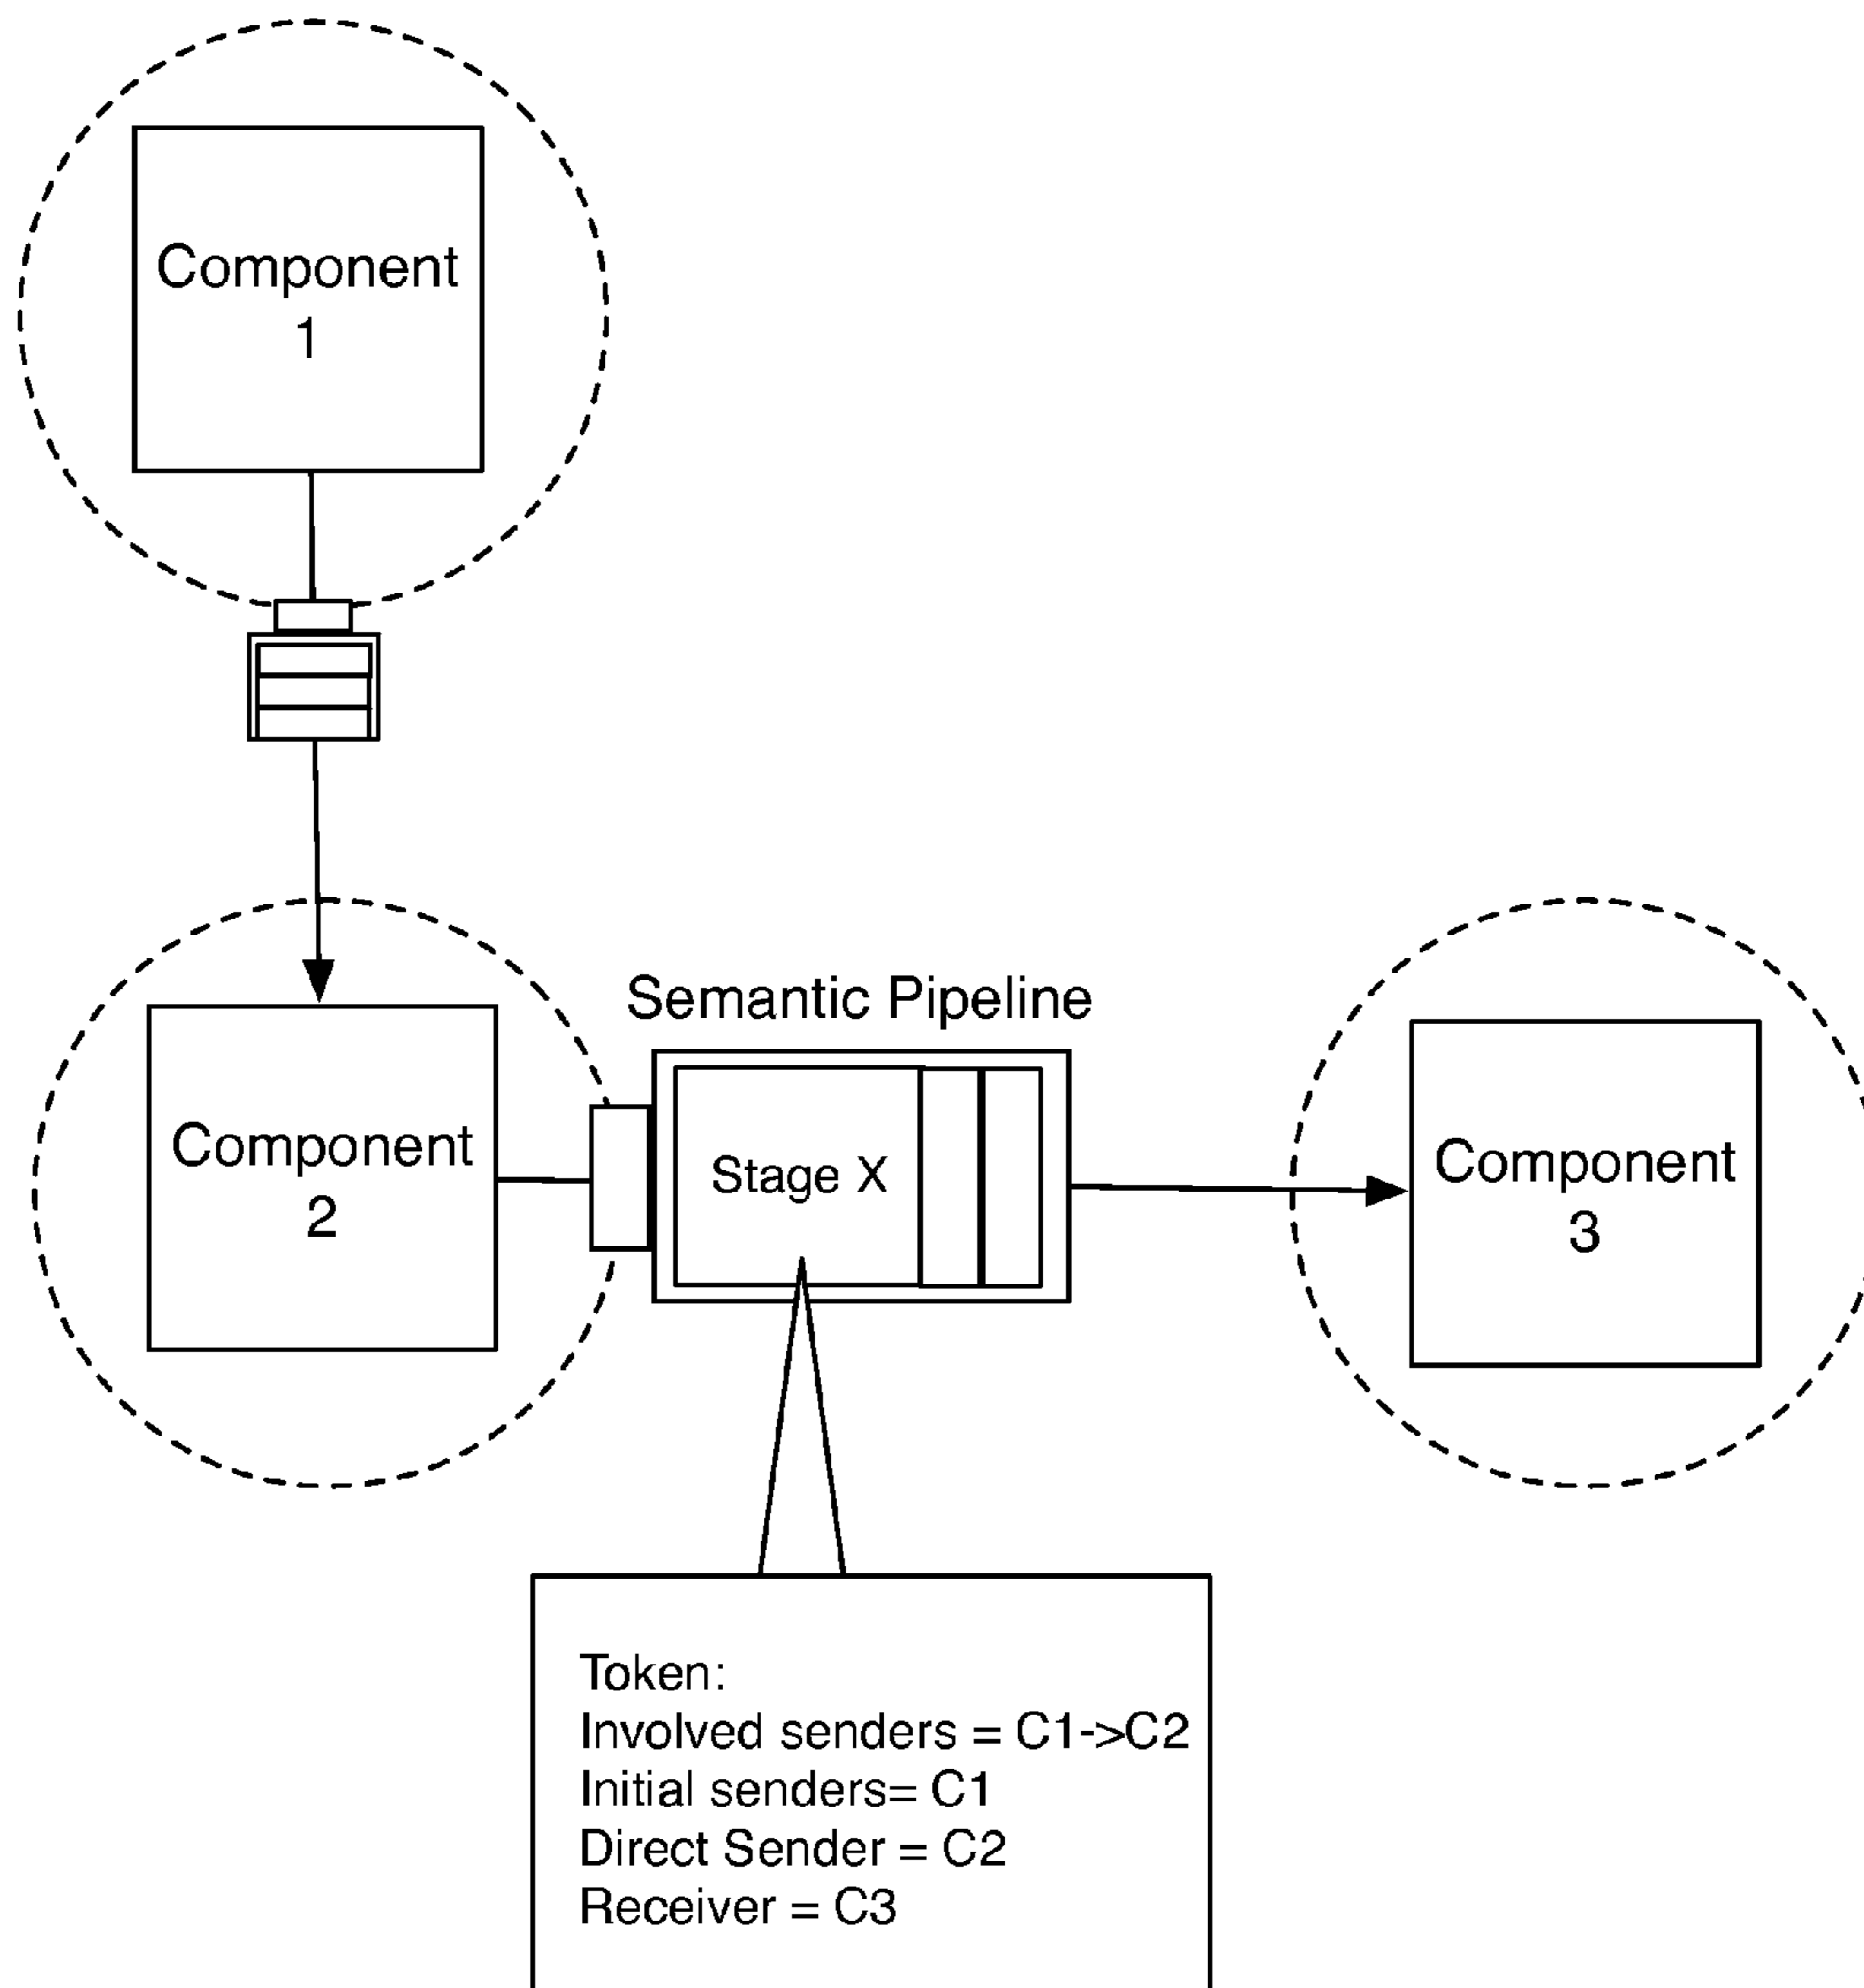 Component
1
Semantic Pipeline
Component
2
Stage X
Component
3
Token:
Involved senders = C1->C2
Initial senders= C1
Direct Sender = C2
Receiver = C3